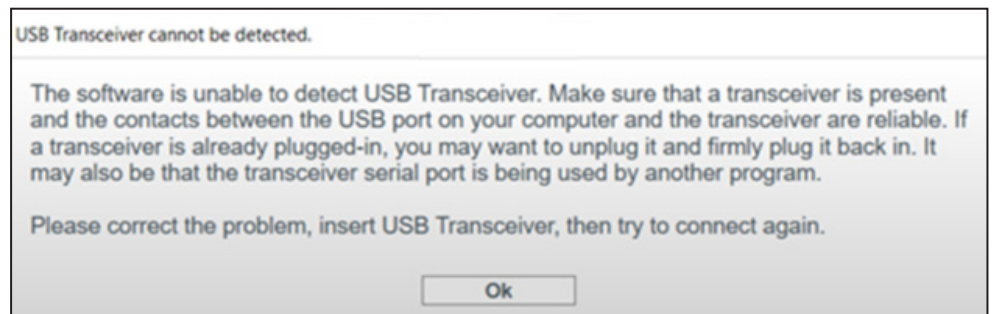 USB Transceiver cannot be detected.
The software is unable to detect USB Transceiver. Make sure that a transceiver is present
and the contacts between the USB port on your computer and the transceiver are reliable. If
a transceiver is already plugged-in, you may want to unplug it and firmly plug it back in. It
may also be that the transceiver serial port is being used by another program.
Please correct the problem, insert USB Transceiver, then try to connect again.
Ok